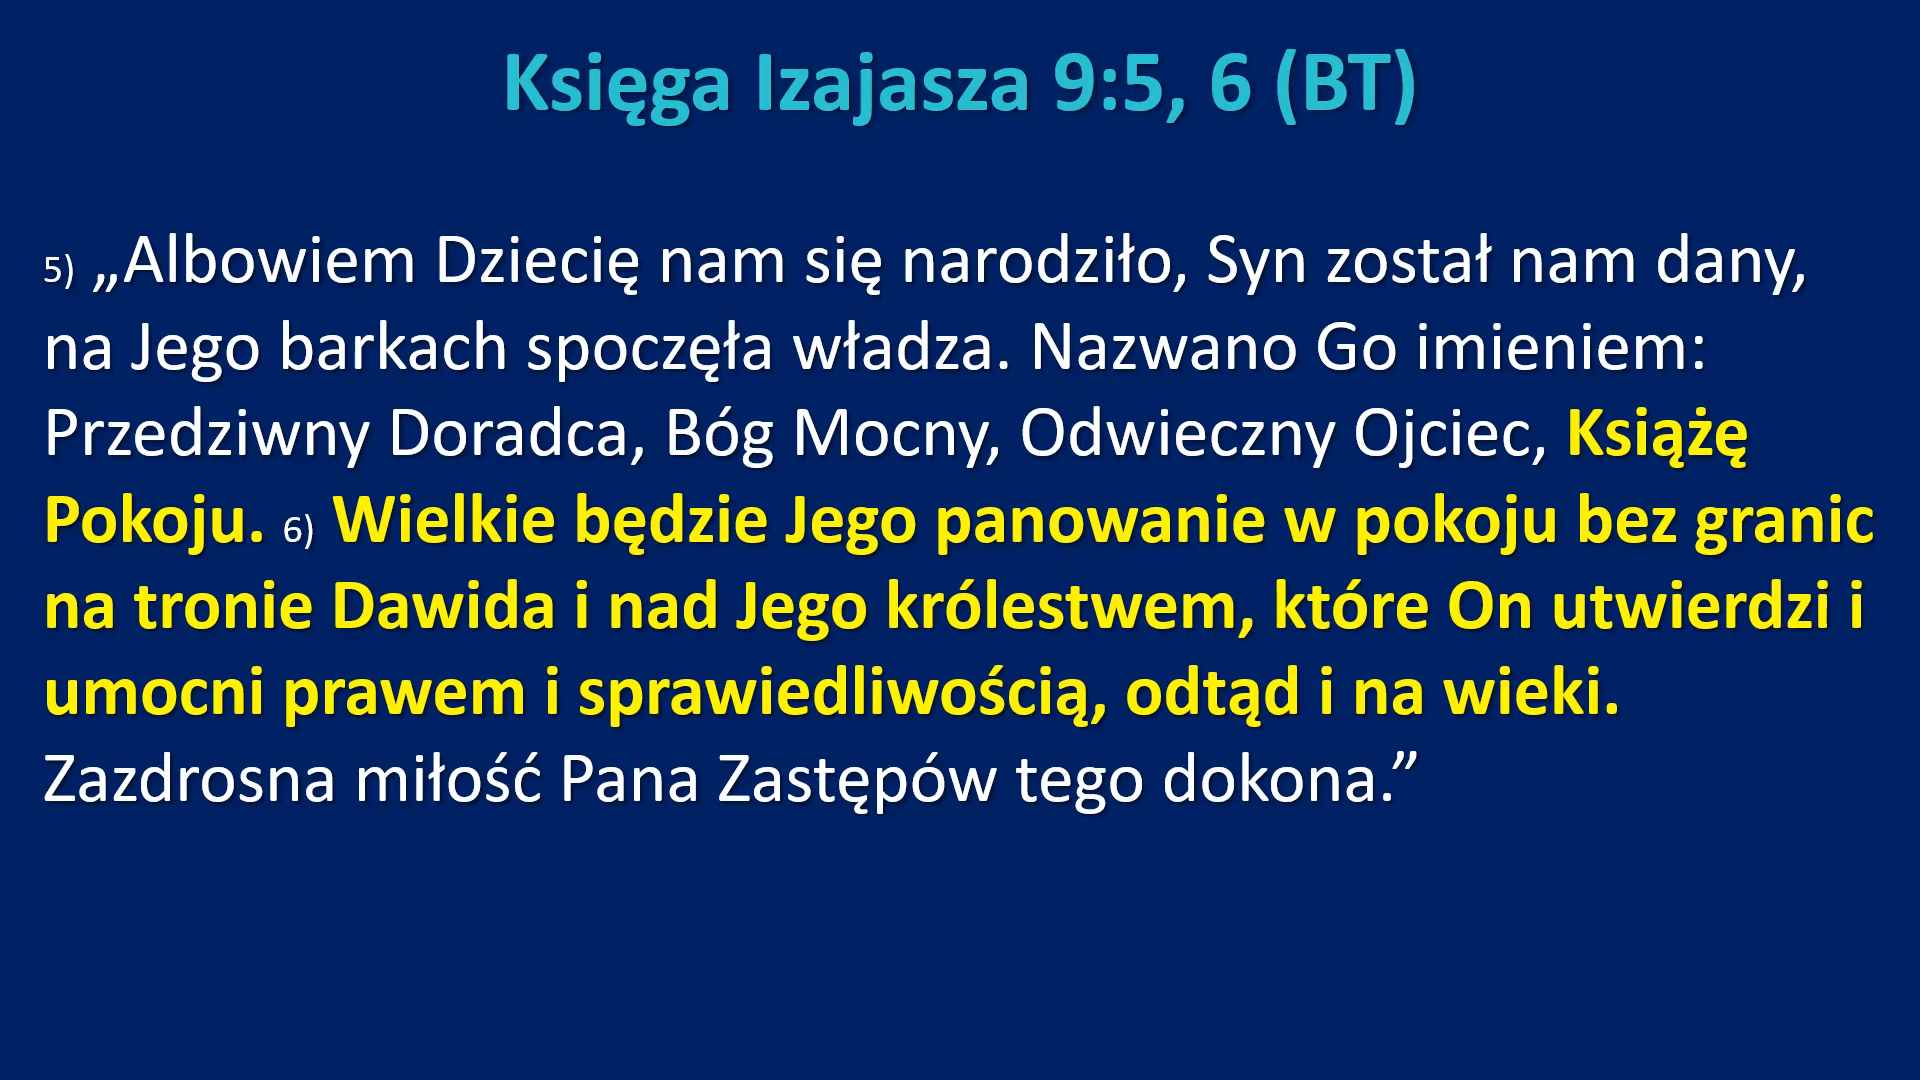 Księga Izajasza 9:5, 6 (BT)
5) „Albowiem Dziecię nam się narodziło, Syn został nam dany,
na Jego barkach spoczęła władza. Nazwano Go imieniem:
Przedziwny Doradca, Bóg Mocny, Odwieczny Ojciec, Książę
Pokoju. 6) Wielkie będzie Jego panowanie w pokoju bez granic
na tronie Dawida i nad Jego królestwem, które On utwierdzi i
umocni prawem i sprawiedliwością, odtąd i na wieki.
Zazdrosna miłość Pana Zastępów tego dokona.”